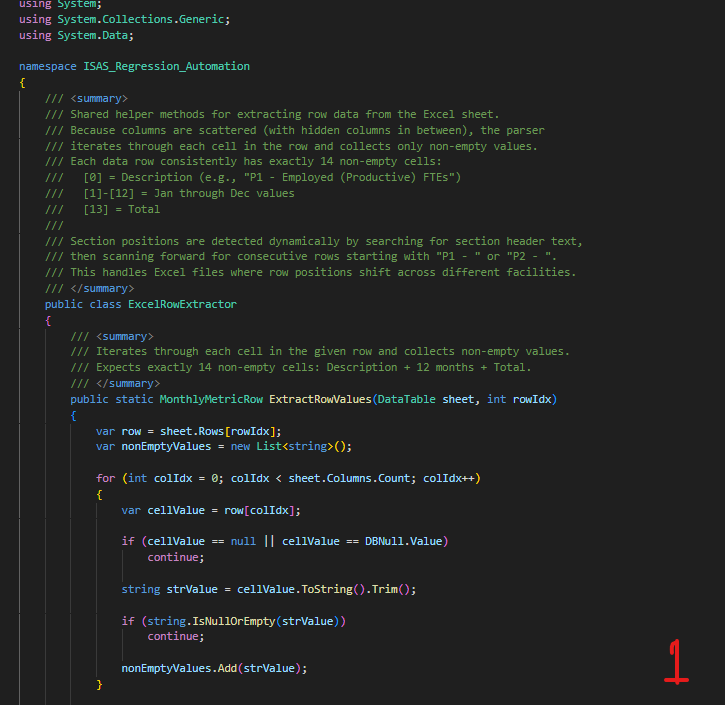 using System;
using System.Collections.Generic;
using System.Data;
namespace ISAS_Regression_Automation
{
/// <summary>
/// Shared helper methods for extracting row data from the Excel sheet.
/// Because columns are scattered (with hidden columns in between), the parser
/// iterates through each cell in the row and collects only non-empty values.
/// Each data row consistently has exactly 14 non-empty cells:
///   [0] = Description (e.g., "P1 - Employed (Productive) FTEs")
///   [1]-[12] = Jan through Dec values
///   [13] = Total
///
/// Section positions are detected dynamically by searching for section header text,
/// then scanning forward for consecutive rows starting with "P1 - " or "P2 - ".
/// This handles Excel files where row positions shift across different facilities.
/// </summary>
public class ExcelRowExtractor
{
/// <summary>
/// Iterates through each cell in the given row and collects non-empty values.
/// Expects exactly 14 non-empty cells: Description + 12 months + Total.
/// </summary>
public static MonthlyMetricRow ExtractRowValues(DataTable sheet, int rowIdx)
{
var row = sheet.Rows[rowIdx];
var nonEmptyValues = new List<string>();
for (int colIdx = 0; colIdx < sheet.Columns.Count; colIdx++)
{
var cellValue = row[colIdx];
if (cellValue == null || cellValue == DBNull.Value)
continue;
string strValue = cellValue.ToString().Trim();
if (string.IsNullOrEmpty(strValue))
continue;
nonEmptyValues.Add(strValue);
}
1